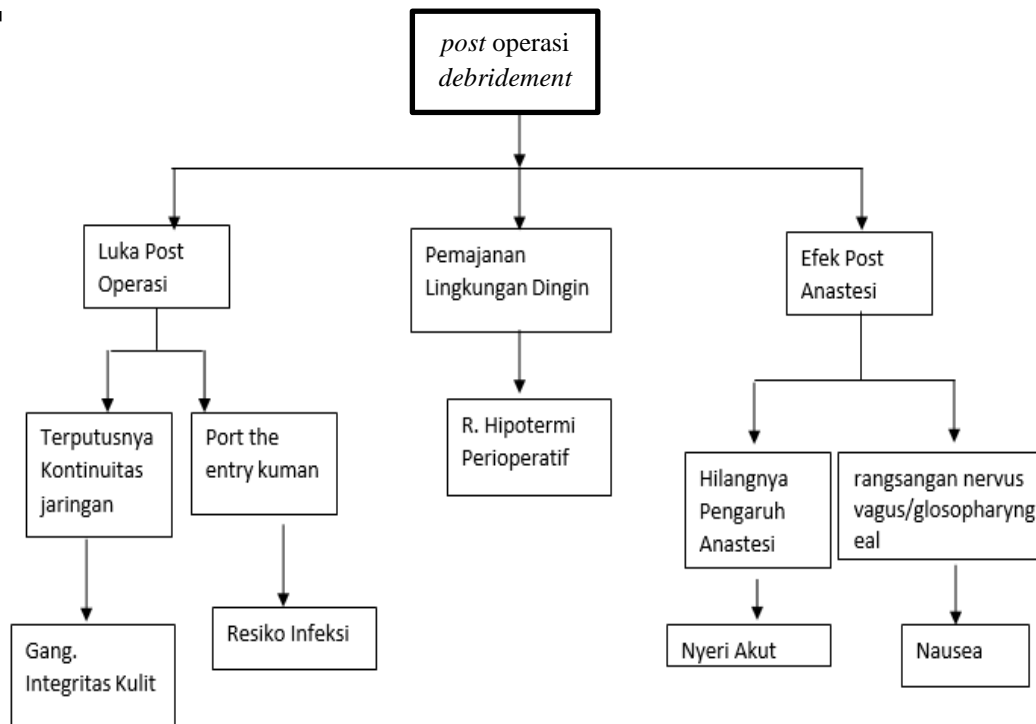 post operasi
debridement
Luka Post
Operasi
Pemajanan
Lingkungan Dingin
Efek Post
Anastesi
Terputusnya
Kontinuitas
jaringan
Port the
entry kuman
R. Hipotermi
Perioperatif
Hilangnya
Pengaruh
Anastesi
rangsangan nervus
vagus/glosopharyng
eal
Gang.
Integritas Kulit
Resiko Infeksi
Nyeri Akut
Nausea